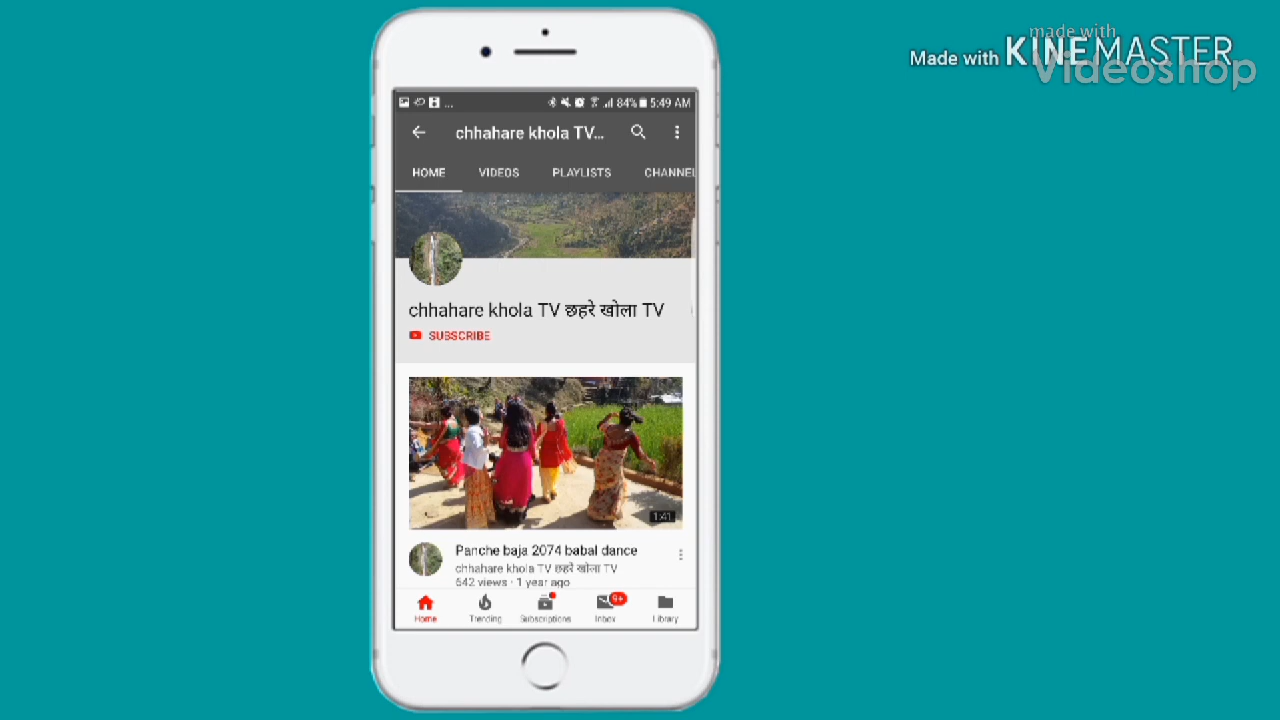 made with
Made with KINEMASTER
Videoshop
... 84% 5:49 AM
chhahare khola TV...
HOME VIDEOS PLAYLISTS CHANNEL
chhahare khola TV छहरे खोला TV
SUBSCRIBE
1:41
Panche baja 2074 babal dance
chhahare khola TV छहरे खोला TV
642 views · 1 year ago
9+
Home Trending Subscriptions Inbox Library